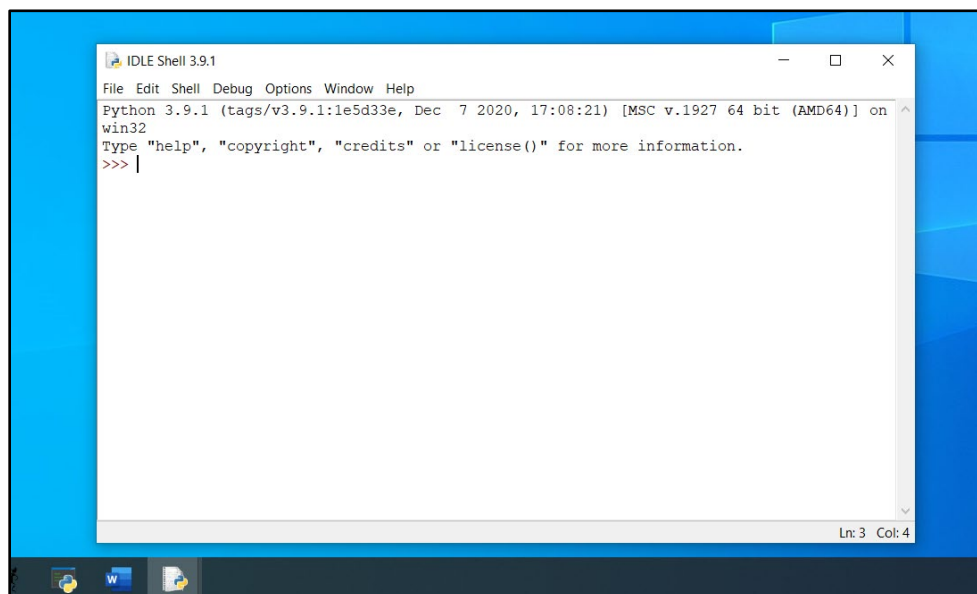 IDLE Shell 3.9.1
File Edit Shell Debug Options Window Help
Python 3.9.1 (tags/v3.9.1:1e5d33e, Dec  7 2020, 17:08:21) [MSC v.1927 64 bit (AMD64)] on
win32
Type "help", "copyright", "credits" or "license()" for more information.
>>>
Ln: 3 Col: 4
W